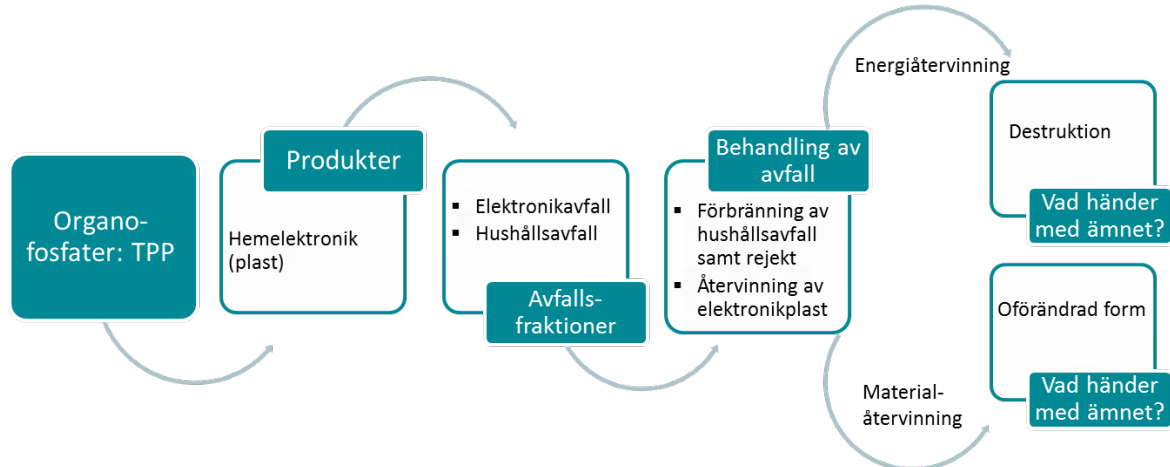 Organo-
fosfater: TPP
Produkter
Hemelektronik
(plast)
▪ Elektronikavfall
▪ Hushållsavfall
Avfalls-
fraktioner
Behandling av
avfall
▪ Förbränning av
hushållsavfall
samt rejekt
▪ Återvinning av
elektronikplast
Energiåtervinning
Destruktion
Vad händer
med ämnet?
Material-
återvinning
Oförändrad form
Vad händer
med ämnet?